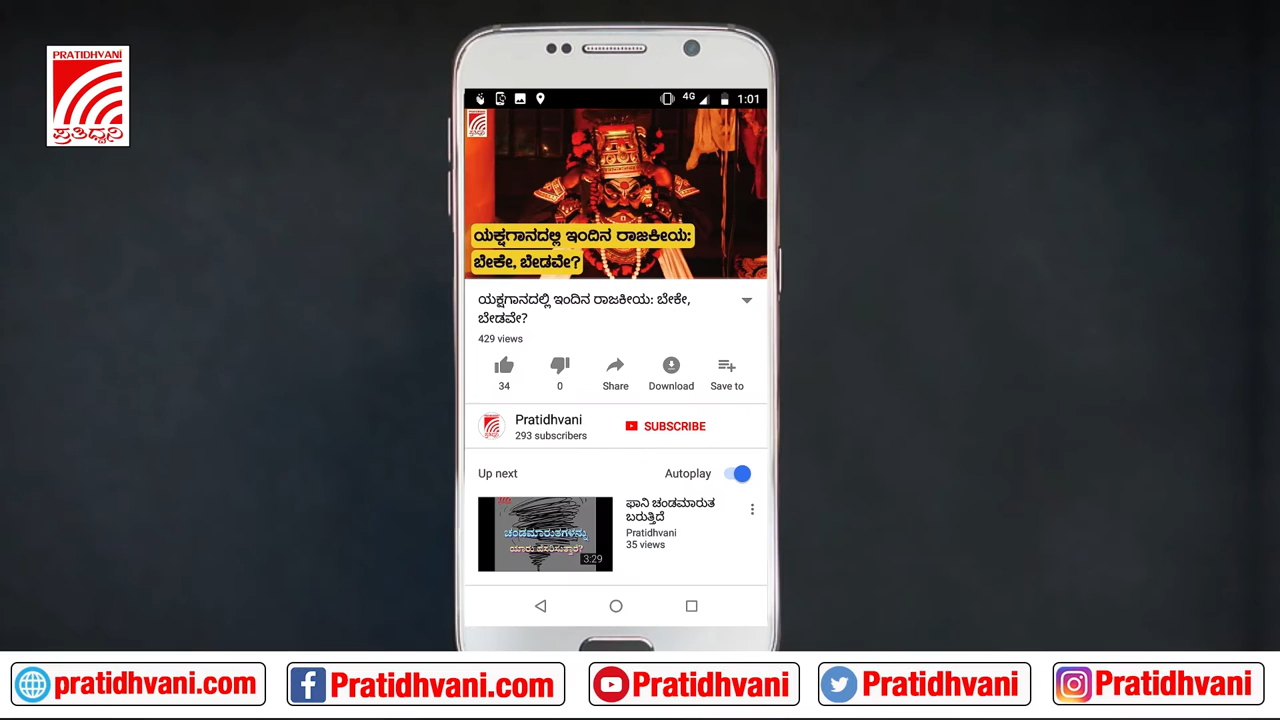 PRATIDHVANI
ಪ್ರತಿಧ್ವನಿ
4G
1:01
ಯಕ್ಷಗಾನದಲ್ಲಿ ಇಂದಿನ ರಾಜಕೀಯ:
ಬೇಕೇ, ಬೇಡವೇ?
ಯಕ್ಷಗಾನದಲ್ಲಿ ಇಂದಿನ ರಾಜಕೀಯ: ಬೇಕೇ,
ಬೇಡವೇ?
429 views
34
0
Share
Download
Save to
Pratidhvani
293 subscribers
SUBSCRIBE
Up next
Autoplay
ಚಂಡಮಾರುತಗಳನ್ನು
ಯಾರು ಹೆಸರಿಸುತ್ತಾರೆ?
3:29
ಫಾನಿ ಚಂಡಮಾರುತ
ಬರುತ್ತಿದೆ
Pratidhvani
35 views
pratidhvani.com
Pratidhvani.com
Pratidhvani
Pratidhvani
Pratidhvani